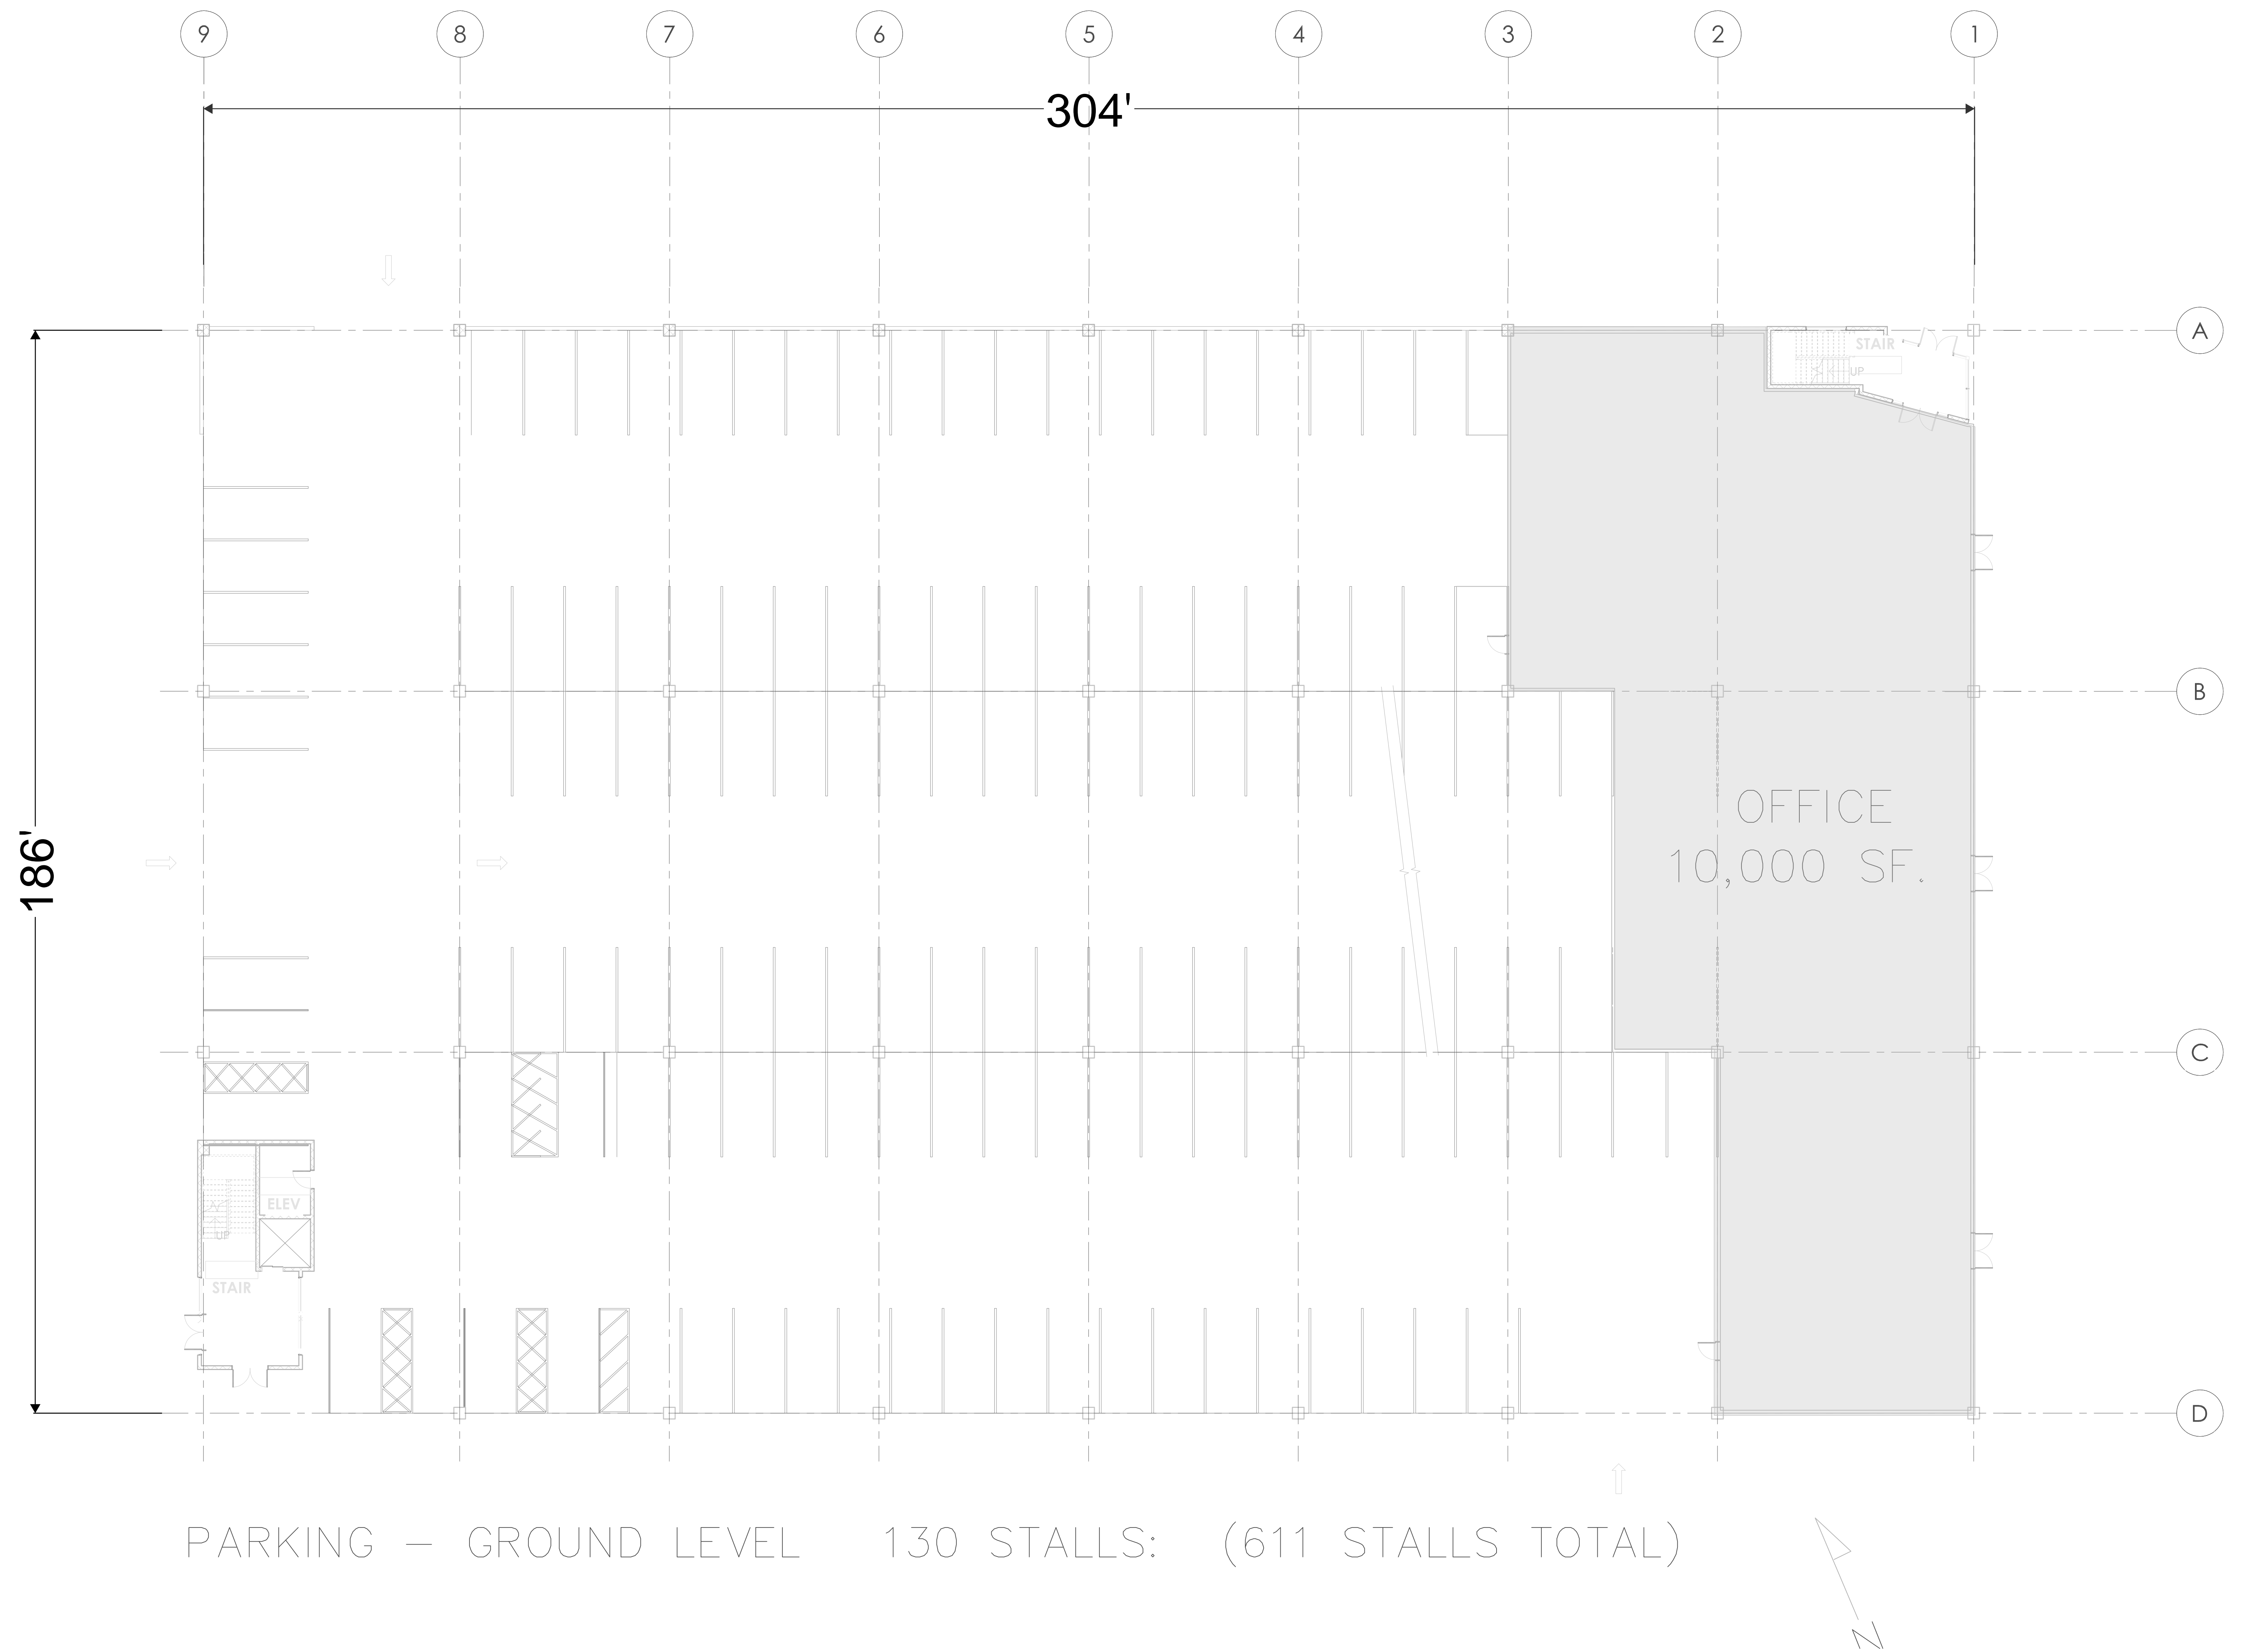 9 8 7 6 5 4 3 2 1
304'
A
STAIR
UP
B
OFFICE
10,000 SF.
186'
C
ELEV
UP
STAIR
D
PARKING – GROUND LEVEL 130 STALLS: (611 STALLS TOTAL)
N